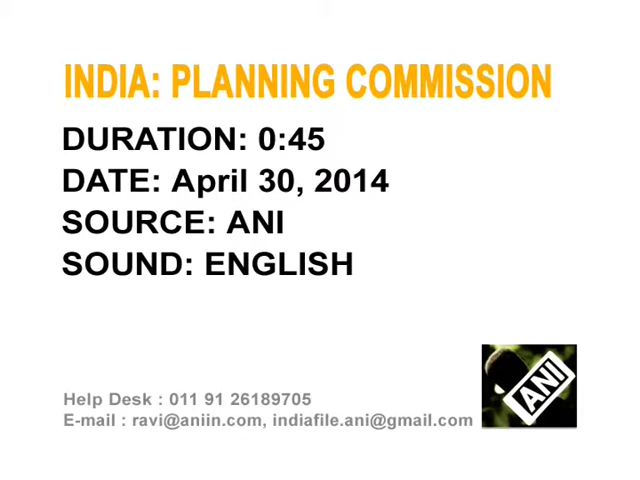 INDIA: PLANNING COMMISSION
DURATION: 0:45
DATE: April 30, 2014
SOURCE: ANI
SOUND: ENGLISH
Help Desk : 011 91 26189705
E-mail : ravi@aniin.com, indiafile.ani@gmail.com
ANI